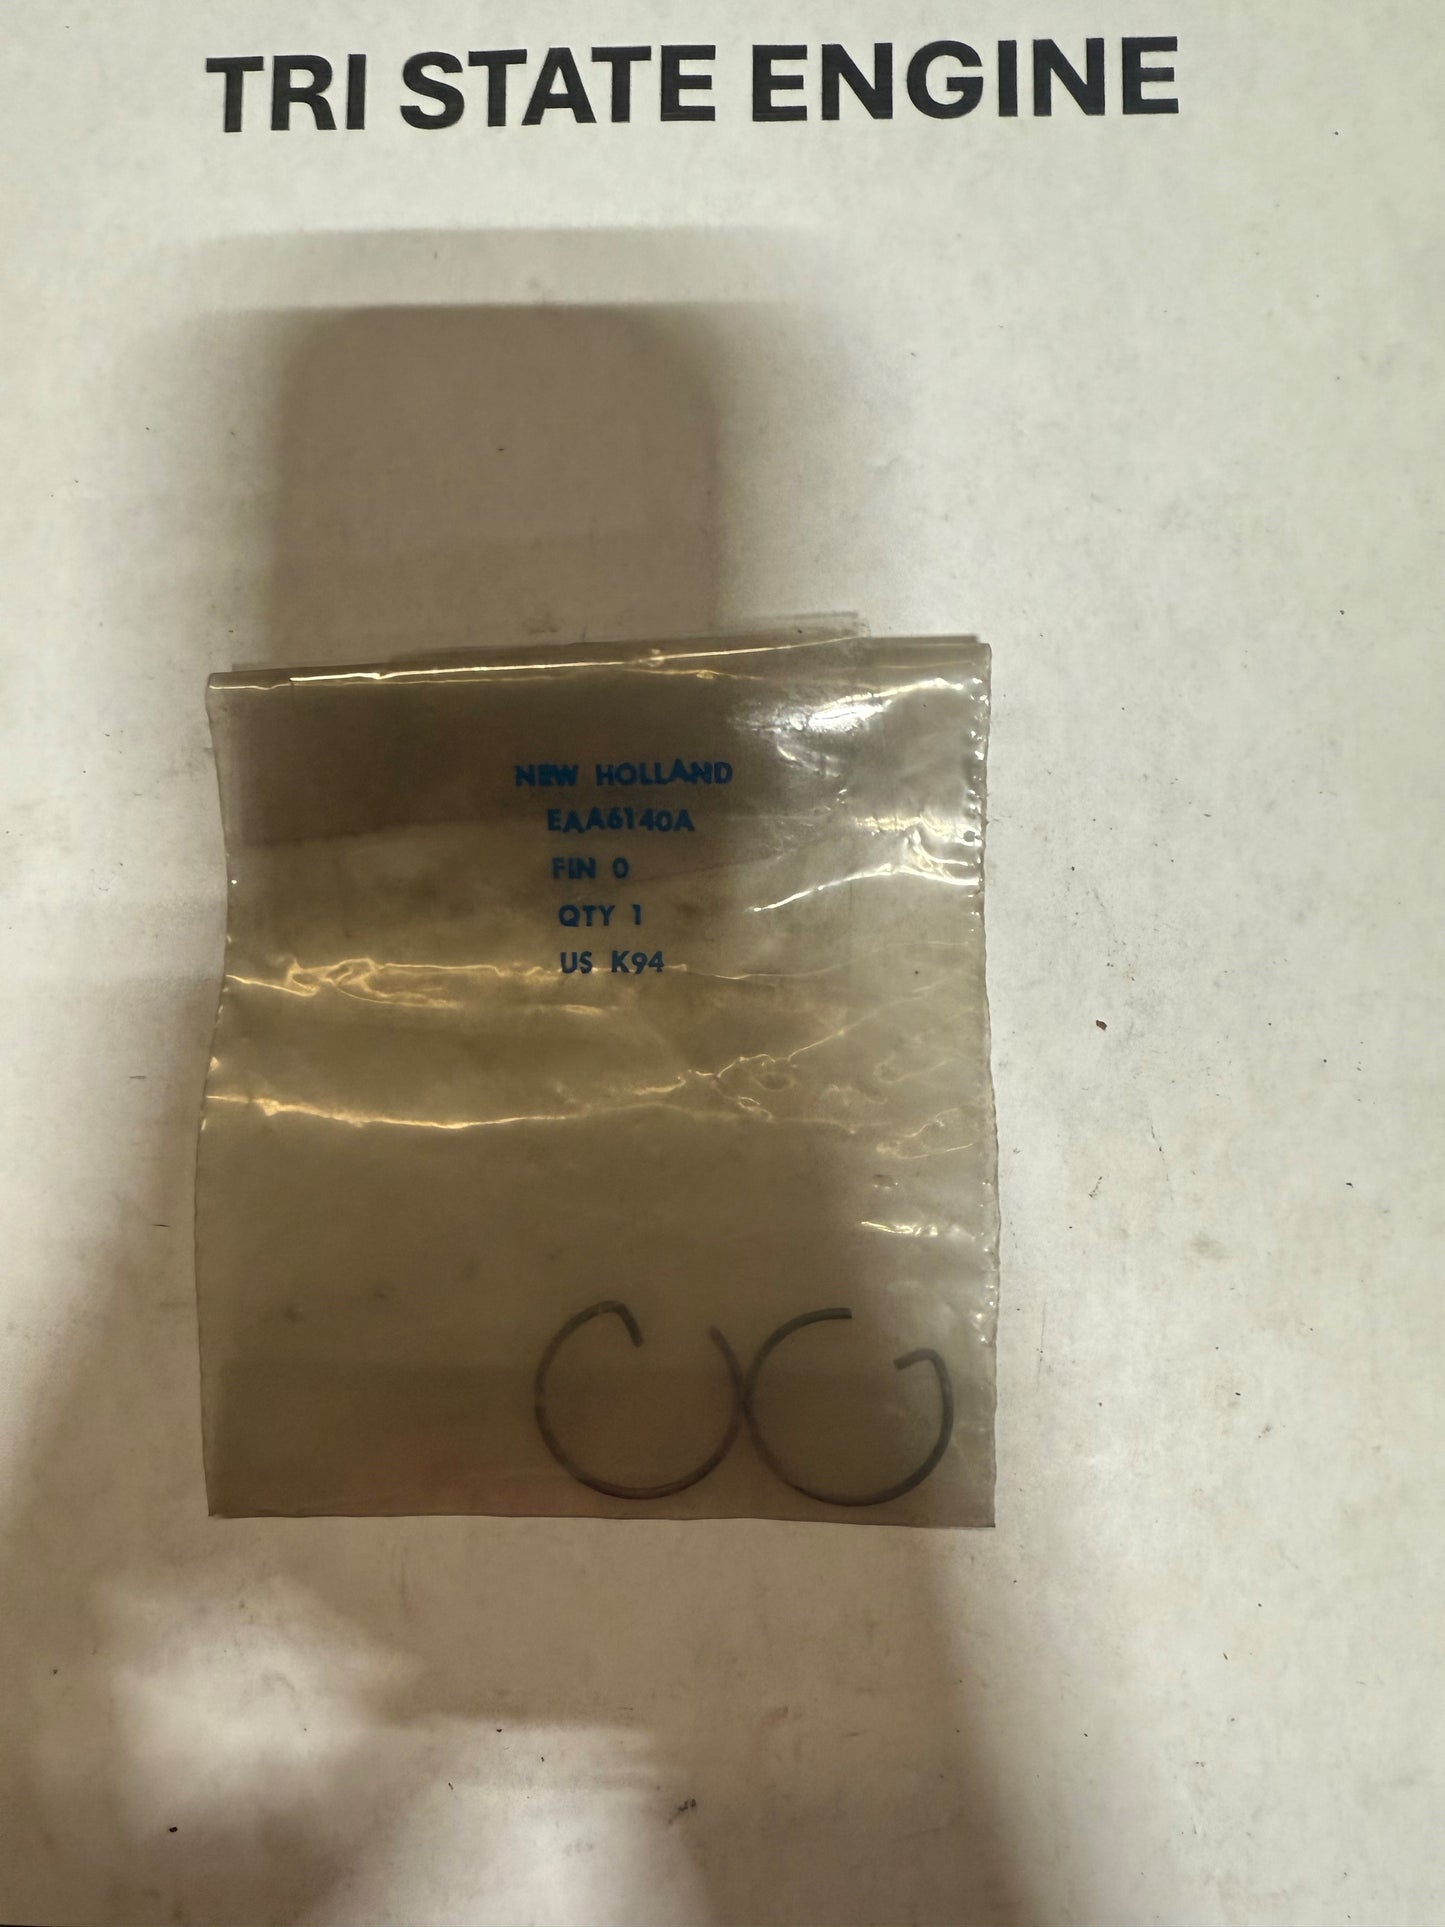 TRI STATE ENGINE
NEW HOLLAND
EAA6140A
FIN 0
QTY 1
US K94